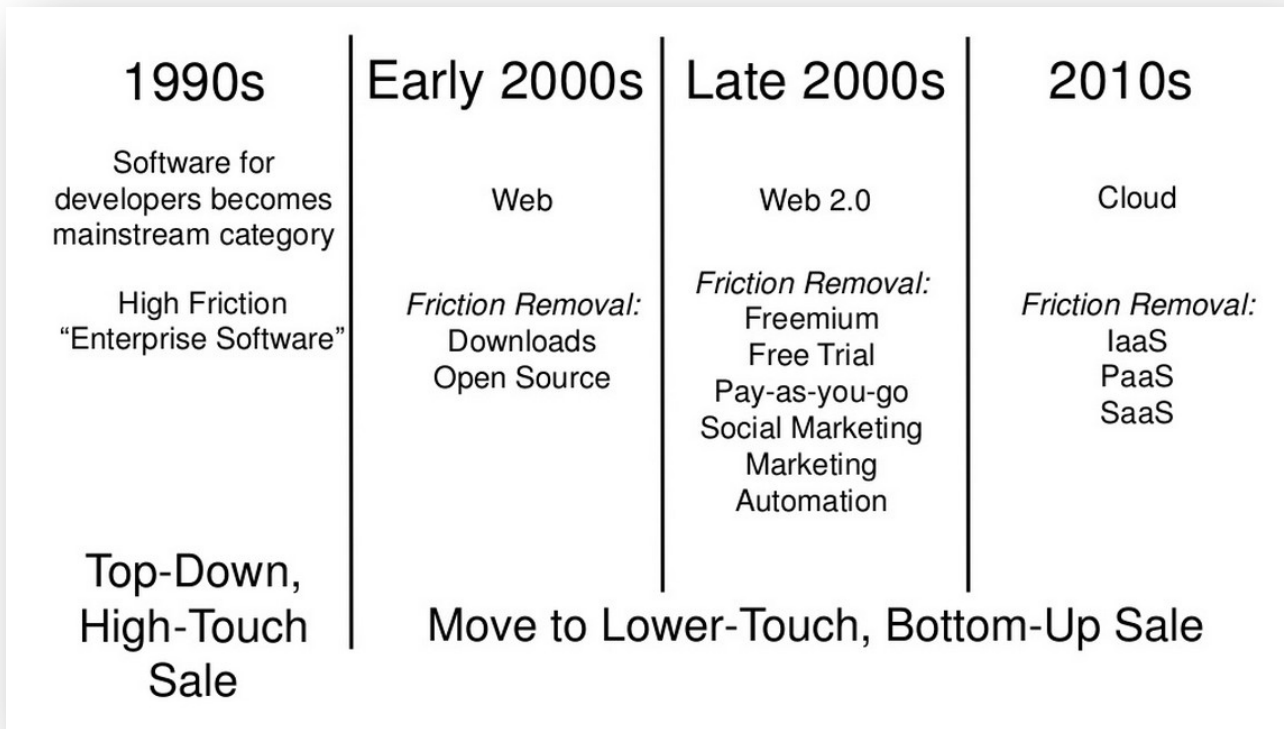 1990s
Software for
developers becomes
mainstream category
High Friction
“Enterprise Software”
Top-Down,
High-Touch
Sale
Early 2000s
Web
Friction Removal:
Downloads
Open Source
Late 2000s
Web 2.0
Friction Removal:
Freemium
Free Trial
Pay-as-you-go
Social Marketing
Marketing
Automation
2010s
Cloud
Friction Removal:
IaaS
PaaS
SaaS
Move to Lower-Touch, Bottom-Up Sale